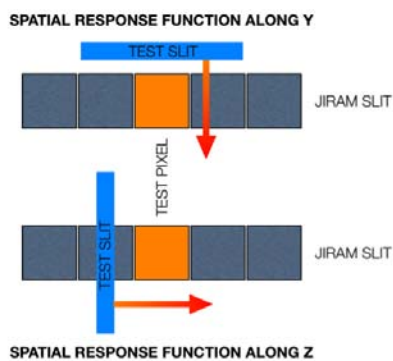 SPATIAL RESPONSE FUNCTION ALONG Y
TEST SLIT
JIRAM SLIT
TEST PIXEL
TEST SLIT
JIRAM SLIT
SPATIAL RESPONSE FUNCTION ALONG Z